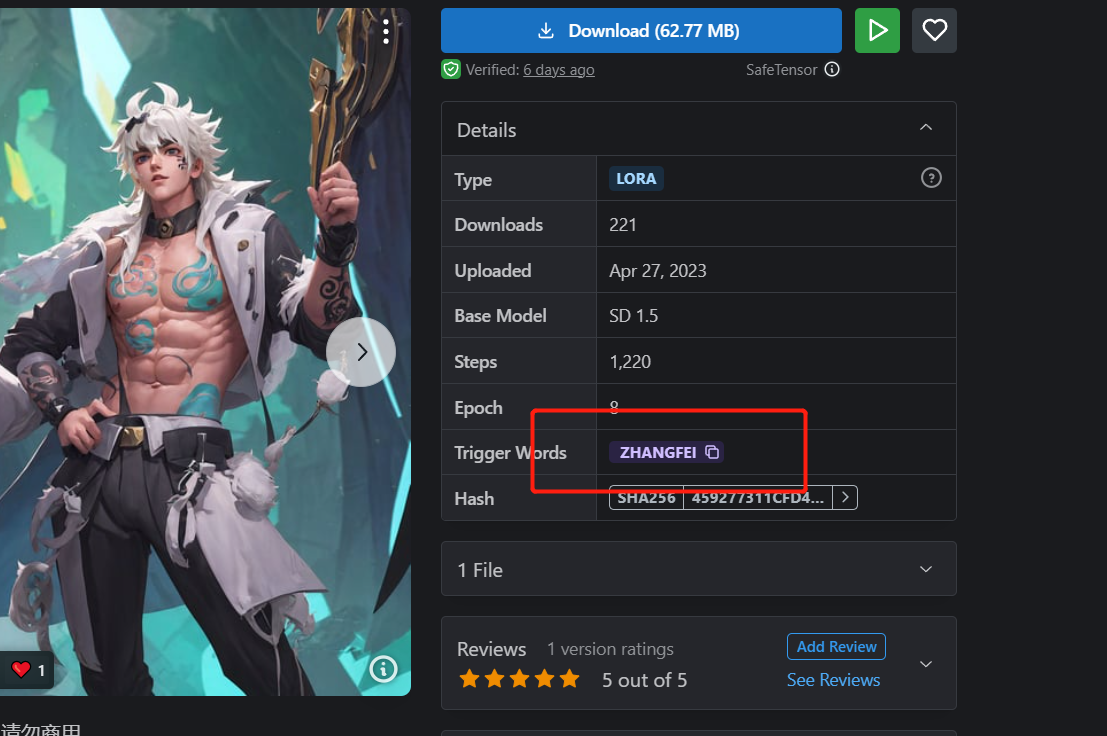 Download (62.77 MB)
Verified: 6 days ago
SafeTensor
Details
Type
LORA
Downloads
221
Uploaded
Apr 27, 2023
Base Model
SD 1.5
Steps
1,220
Epoch
8
Trigger Words
ZHANGFEI
Hash
SHA256 459277311CFD4...
1 File
Reviews 1 version ratings
Add Review
5 out of 5
See Reviews
1
请勿商用